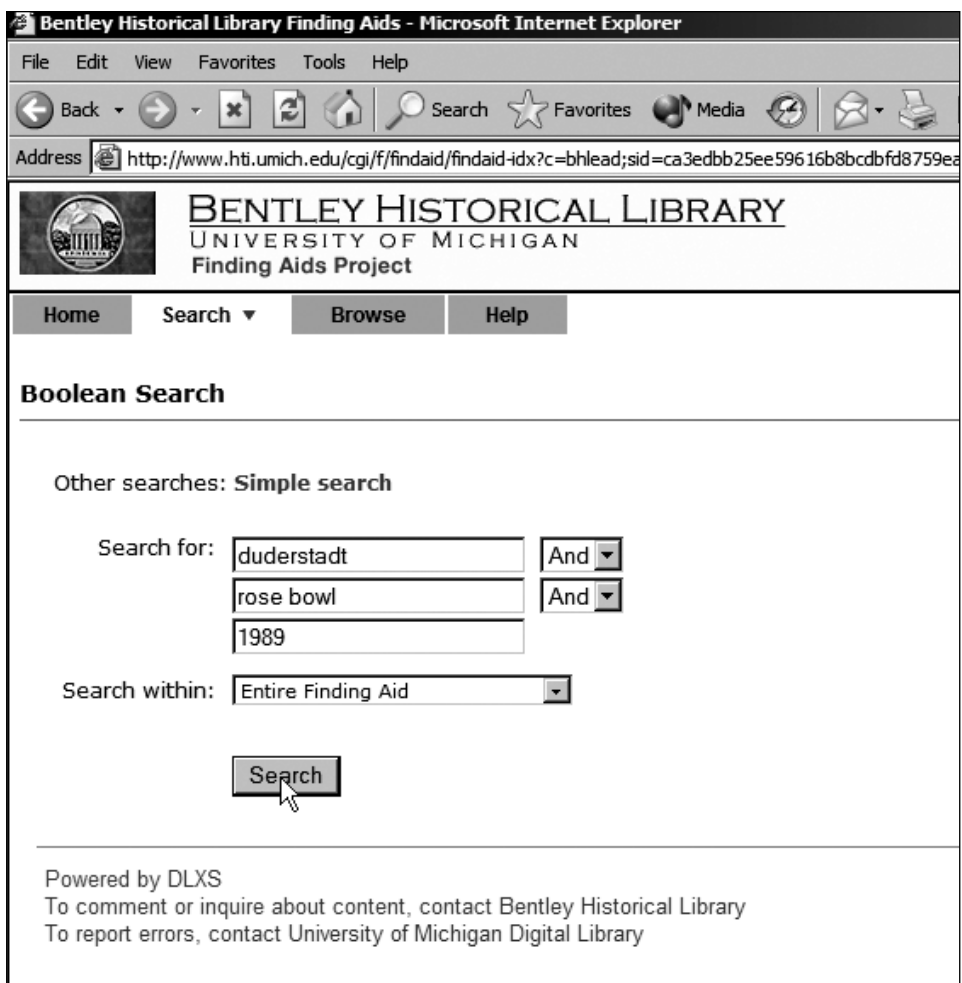 Bentley Historical Library Finding Aids - Microsoft Internet Explorer
File Edit View Favorites Tools Help
Back Search Favorites Media
Address http://www.hti.umich.edu/cgi/f/findaid/findaid-idx?c=bhlead;sid=ca3edbb25ee59616b8bcdbfd8759ea
BENTLEY HISTORICAL LIBRARY
UNIVERSITY OF MICHIGAN
Finding Aids Project
Home Search ▼ Browse Help
Boolean Search
Other searches: Simple search
Search for: duderstadt And
rose bowl And
1989
Search within: Entire Finding Aid
Search
Powered by DLXS
To comment or inquire about content, contact Bentley Historical Library
To report errors, contact University of Michigan Digital Library